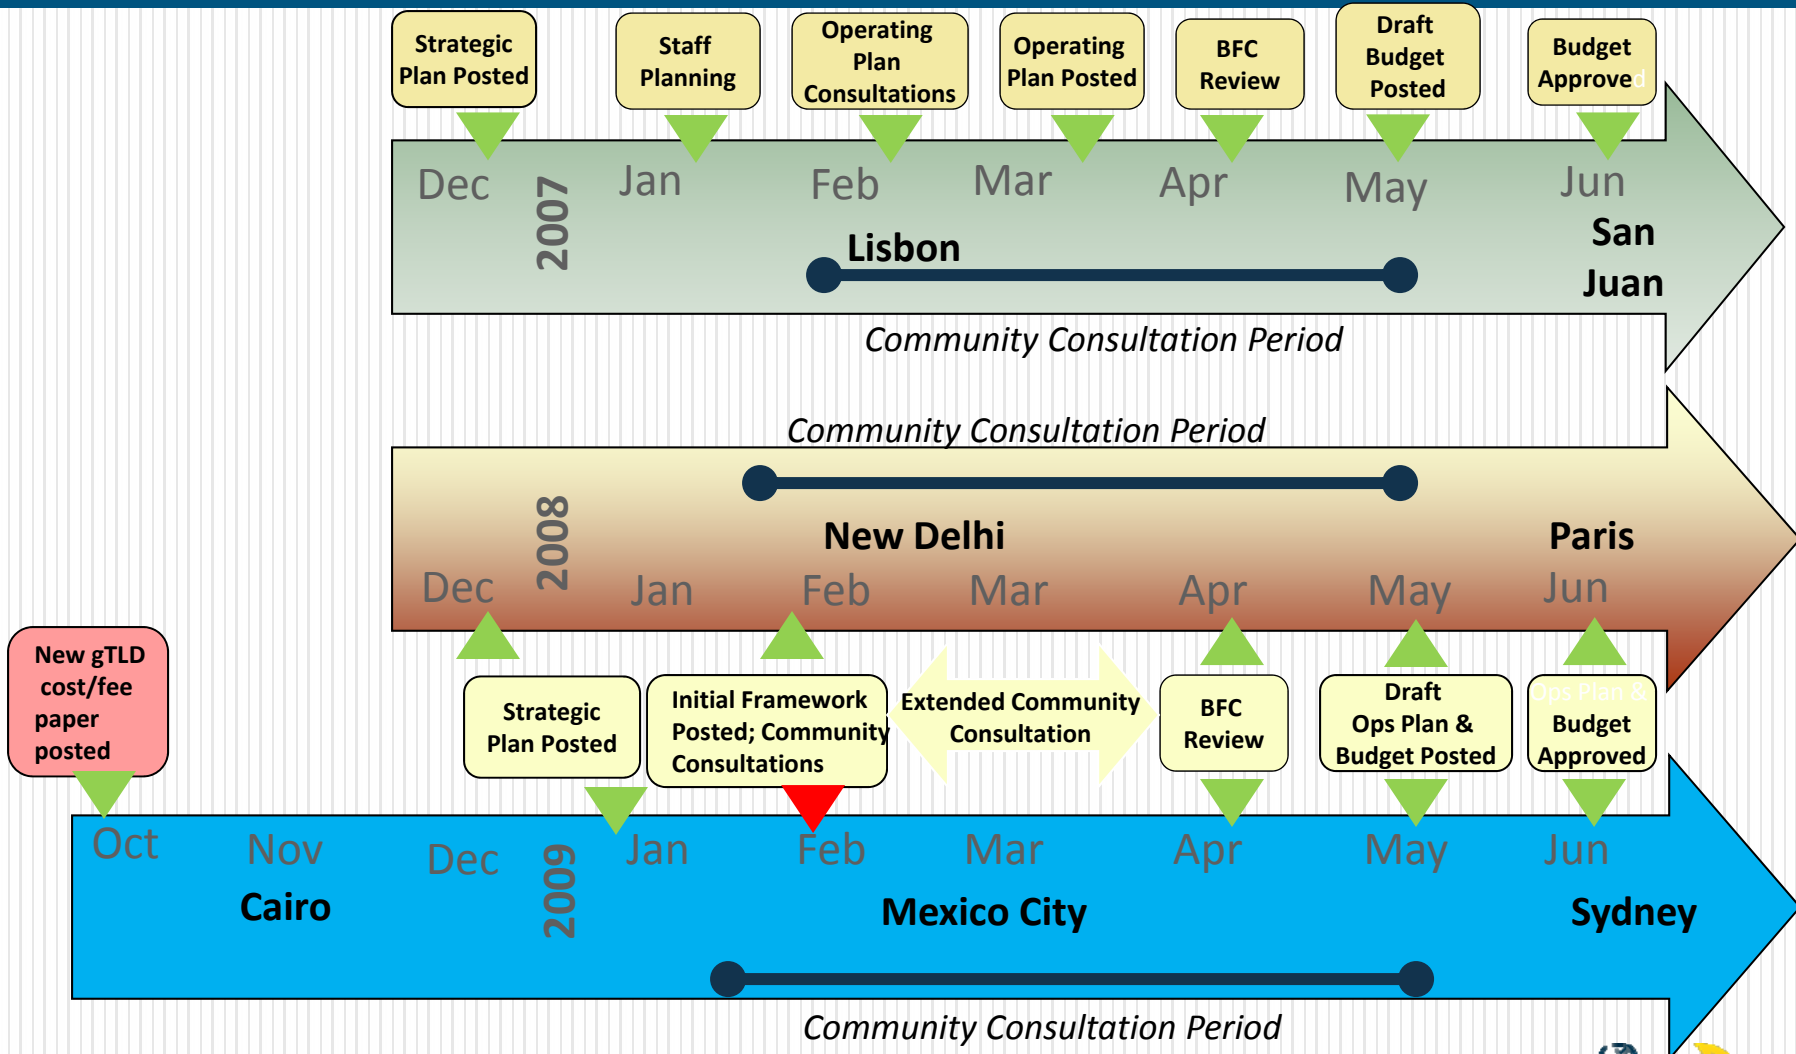 Strategic
Plan Posted
Staff
Planning
Operating
Plan
Consultations
Operating
Plan Posted
BFC
Review
Draft
Budget
Posted
Budget
Approved
Dec
2007
Jan
Feb
Mar
Apr
May
Jun
Lisbon
San
Juan
Community Consultation Period
Community Consultation Period
2008
New Delhi
Paris
Dec
Jan
Feb
Mar
Apr
May
Jun
New gTLD
cost/fee
paper
posted
Strategic
Plan Posted
Initial Framework
Posted; Community
Consultations
Extended Community
Consultation
BFC
Review
Draft
Ops Plan &
Budget Posted
Ops Plan &
Budget
Approved
Oct
Nov
Dec
2009
Jan
Feb
Mar
Apr
May
Jun
Cairo
Mexico City
Sydney
Community Consultation Period